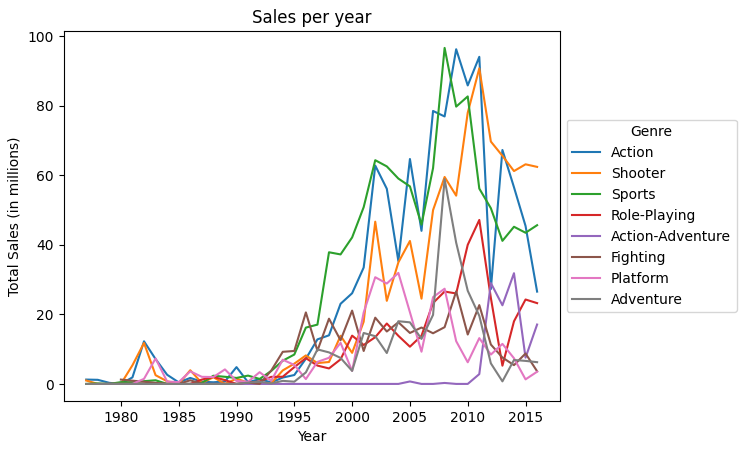 Sales per year
Total Sales (in millions)
100
80
60
40
20
0
1980
1985
1990
1995
2000
2005
2010
2015
Year
Genre
Action
Shooter
Sports
Role-Playing
Action-Adventure
Fighting
Platform
Adventure